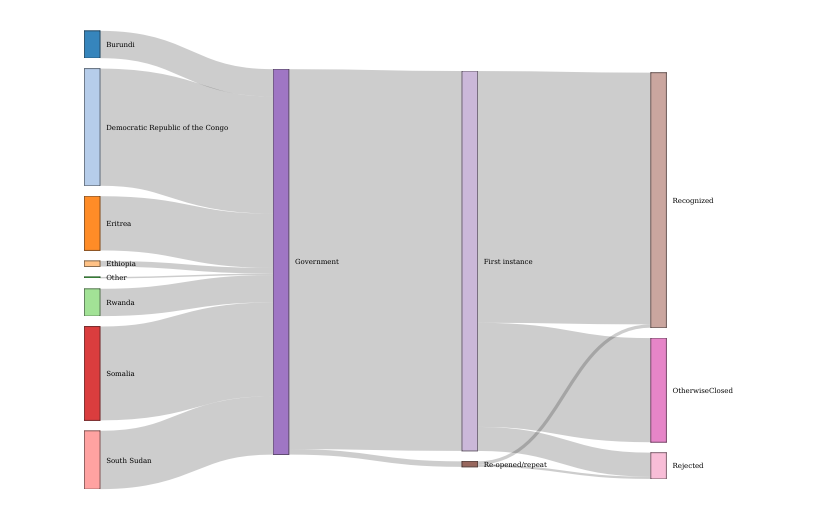 Burundi
Democratic Republic of the Congo
Eritrea
Ethiopia
Other
Rwanda
Somalia
South Sudan
Government
First instance
Re-opened/repeat
Recognized
OtherwiseClosed
Rejected